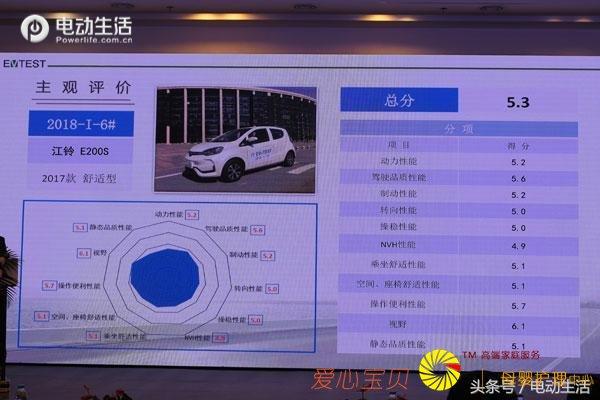 电动生活
Powerlife.com.cn
EVTEST
主观评价
2018-I-6#
江铃 E200S
2017款 舒适型
总分 5.3
分项
项目 得分
动力性能 5.2
驾驶品质性能 5.6
制动性能 5.2
转向性能 5.0
操稳性能 5.0
NVH性能 4.9
乘坐舒适性能 5.1
空间、座椅舒适性能 5.1
操作便利性能 5.7
视野 6.1
静态品质性能 5.1
动力性能 5.2
5.1 静态品质性能
驾驶品质性能 5.6
6.1 视野
制动性能 5.2
5.7 操作便利性能
转向性能 5.0
5.1 空间、座椅舒适性能
操稳性能 5.0
5.1 乘坐舒适性能
NVH性能 4.9
爱心宝贝
TM 高端家庭服务
母婴护理中心
头条号 / 电动生活